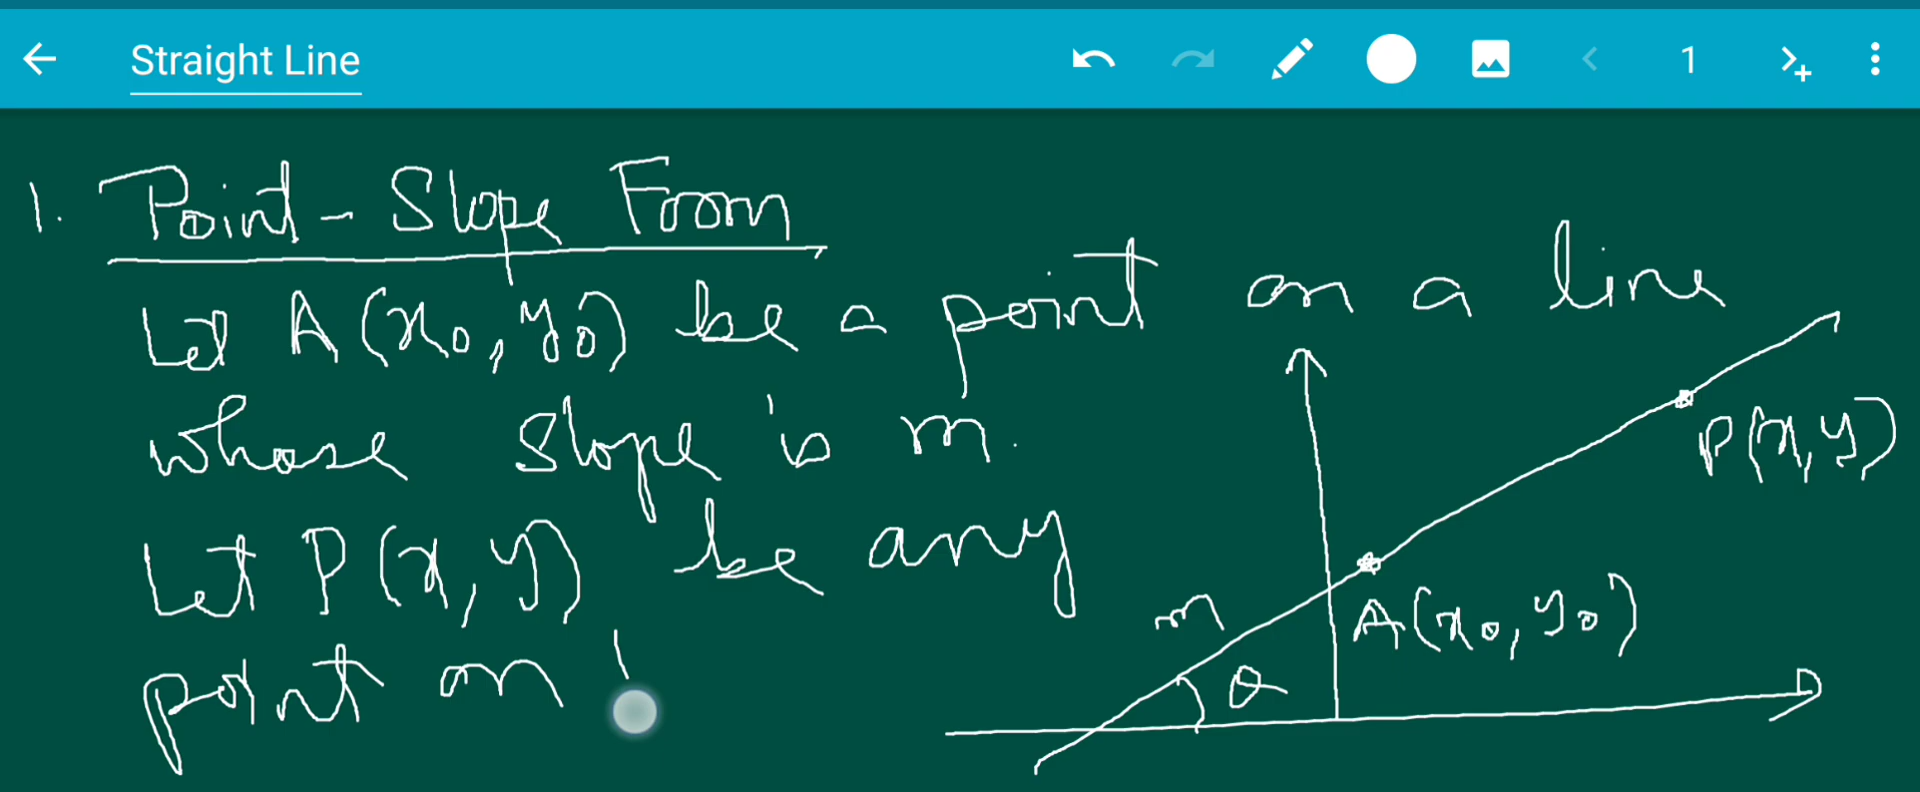 Straight Line
1
1. Point-Slope Form
Let A(x₀, y₀) be a point on a line
whose slope is m.
Let P(x, y) be any
point on
P(x, y)
A(x₀, y₀)
m
θ